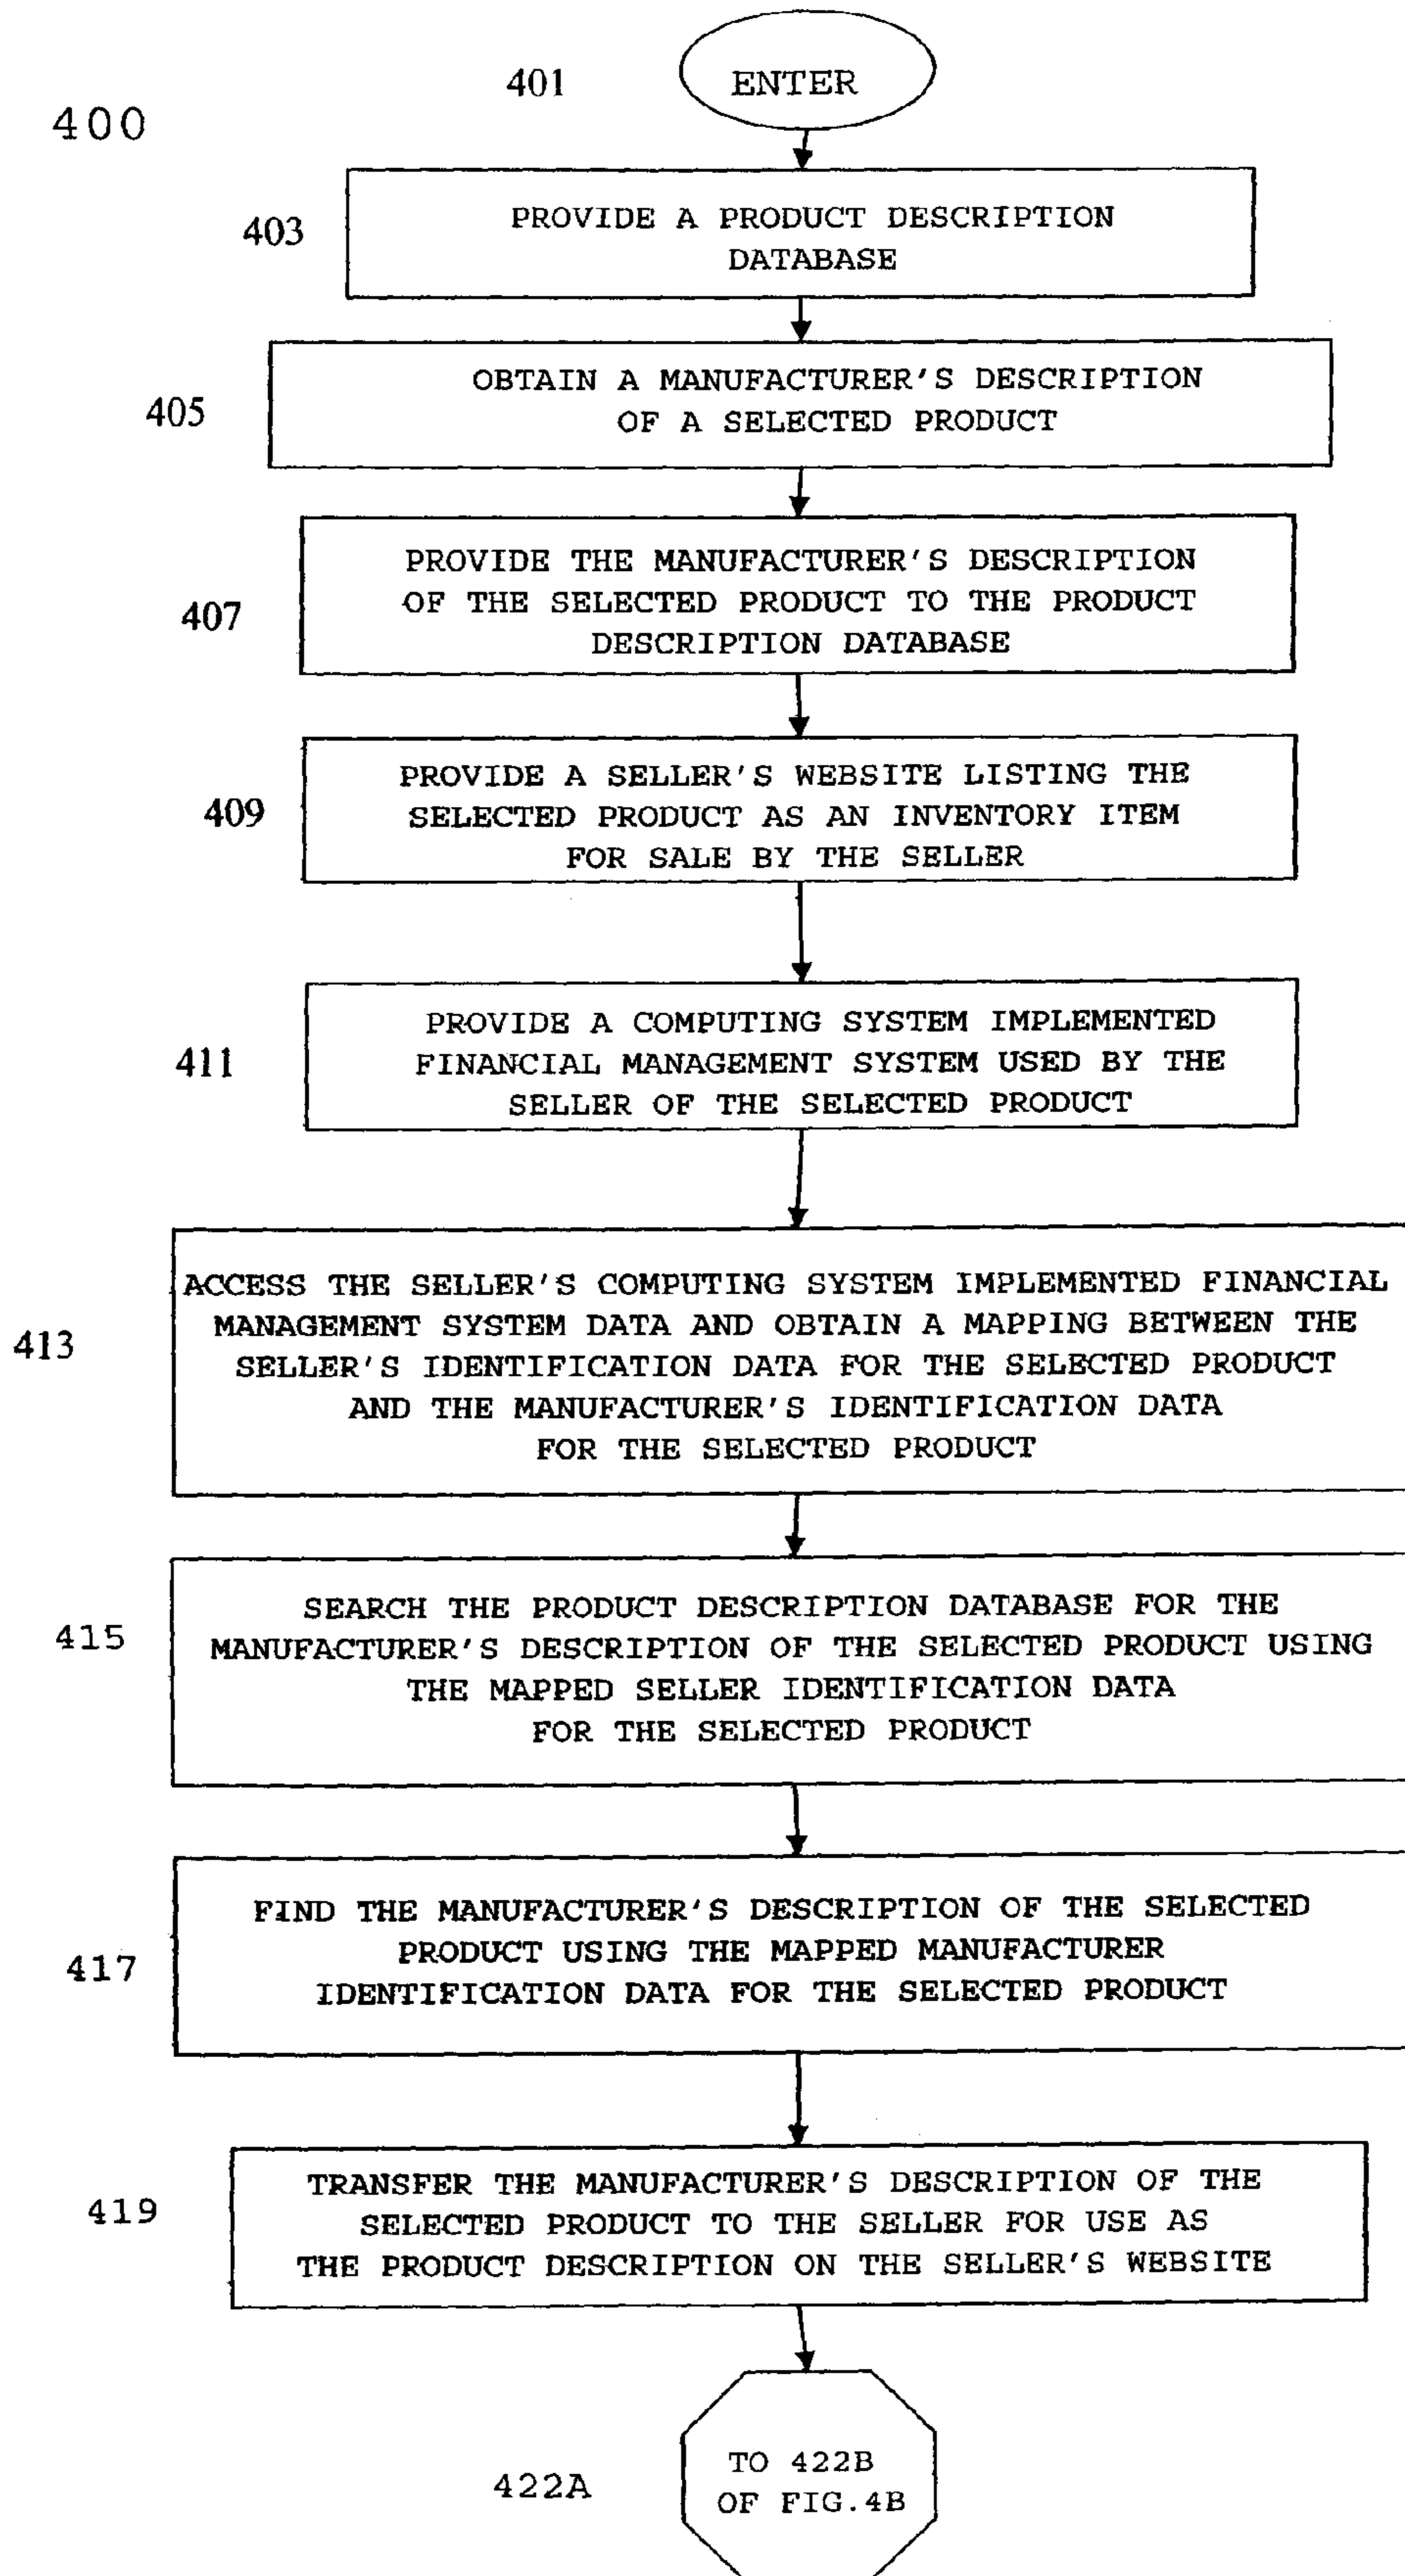 401
ENTER
400
403
PROVIDE A PRODUCT DESCRIPTION
DATABASE
405
OBTAIN A MANUFACTURER'S DESCRIPTION
OF A SELECTED PRODUCT
407
PROVIDE THE MANUFACTURER'S DESCRIPTION
OF THE SELECTED PRODUCT TO THE PRODUCT
DESCRIPTION DATABASE
409
PROVIDE A SELLER'S WEBSITE LISTING THE
SELECTED PRODUCT AS AN INVENTORY ITEM
FOR SALE BY THE SELLER
411
PROVIDE A COMPUTING SYSTEM IMPLEMENTED
FINANCIAL MANAGEMENT SYSTEM USED BY THE
SELLER OF THE SELECTED PRODUCT
413
ACCESS THE SELLER'S COMPUTING SYSTEM IMPLEMENTED FINANCIAL
MANAGEMENT SYSTEM DATA AND OBTAIN A MAPPING BETWEEN THE
SELLER'S IDENTIFICATION DATA FOR THE SELECTED PRODUCT
AND THE MANUFACTURER'S IDENTIFICATION DATA
FOR THE SELECTED PRODUCT
415
SEARCH THE PRODUCT DESCRIPTION DATABASE FOR THE
MANUFACTURER'S DESCRIPTION OF THE SELECTED PRODUCT USING
THE MAPPED SELLER IDENTIFICATION DATA
FOR THE SELECTED PRODUCT
417
FIND THE MANUFACTURER'S DESCRIPTION OF THE SELECTED
PRODUCT USING THE MAPPED MANUFACTURER
IDENTIFICATION DATA FOR THE SELECTED PRODUCT
419
TRANSFER THE MANUFACTURER'S DESCRIPTION OF THE
SELECTED PRODUCT TO THE SELLER FOR USE AS
THE PRODUCT DESCRIPTION ON THE SELLER'S WEBSITE
422A
TO 422B
OF FIG.4B